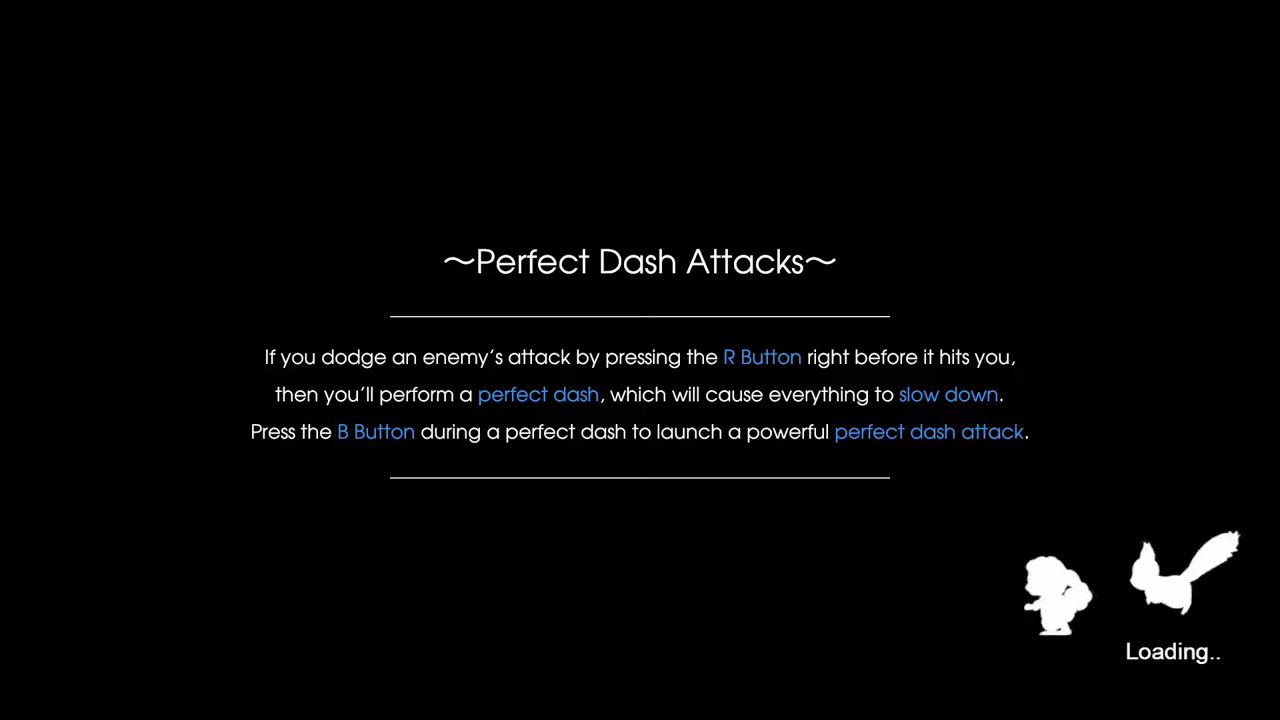 ～Perfect Dash Attacks～
If you dodge an enemy's attack by pressing the R Button right before it hits you,
then you'll perform a perfect dash, which will cause everything to slow down.
Press the B Button during a perfect dash to launch a powerful perfect dash attack.
Loading..